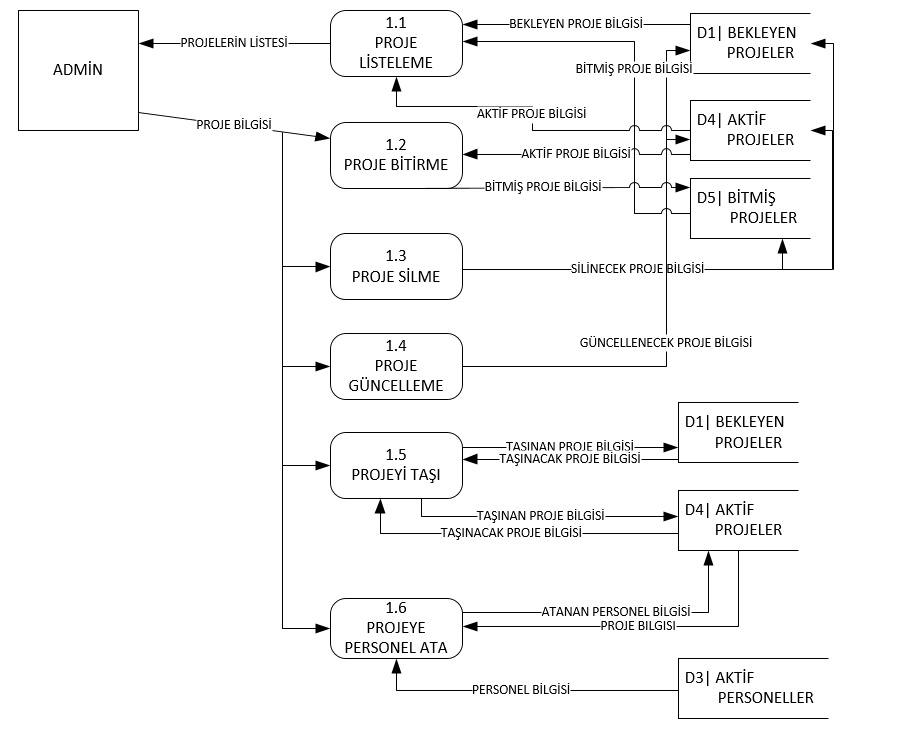 ADMİN
PROJELERİN LİSTESİ
PROJE BİLGİSİ
1.1
PROJE
LİSTELEME
BEKLEYEN PROJE BİLGİSİ
D1| BEKLEYEN
PROJELER
BİTMİŞ PROJE BİLGİSİ
AKTİF PROJE BİLGİSİ
D4| AKTİF
PROJELER
1.2
PROJE BİTİRME
AKTİF PROJE BİLGİSİ
BİTMİŞ PROJE BİLGİSİ
D5| BİTMİŞ
PROJELER
1.3
PROJE SİLME
SİLİNECEK PROJE BİLGİSİ
1.4
PROJE
GÜNCELLEME
GÜNCELLENECEK PROJE BİLGİSİ
1.5
PROJEYİ TAŞI
TAŞINAN PROJE BİLGİSİ
TAŞINACAK PROJE BİLGİSİ
D1| BEKLEYEN
PROJELER
TAŞINAN PROJE BİLGİSİ
TAŞINACAK PROJE BİLGİSİ
D4| AKTİF
PROJELER
1.6
PROJEYE
PERSONEL ATA
ATANAN PERSONEL BİLGİSİ
PROJE BILGISI
PERSONEL BİLGİSİ
D3| AKTİF
PERSONELLER